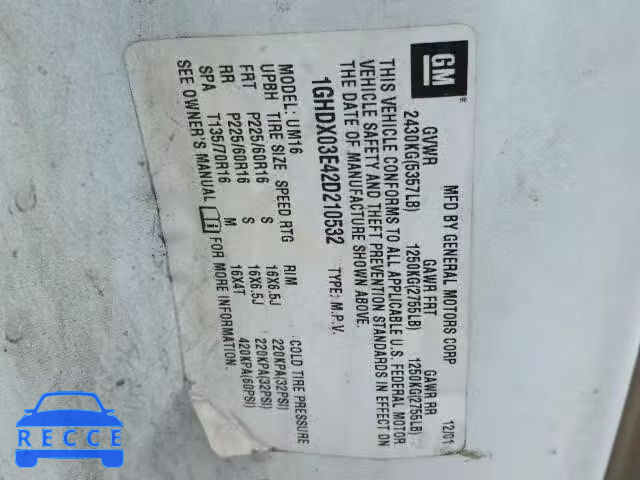 GM ®
MFD BY GENERAL MOTORS CORP 12/01
GVWR GAWR FRT GAWR RR
2430KG(5357LB) 1250KG(2755LB) 1250KG(2755LB)
THIS VEHICLE CONFORMS TO ALL APPLICABLE U.S. FEDERAL MOTOR
VEHICLE SAFETY AND THEFT PREVENTION STANDARDS IN EFFECT ON
THE DATE OF MANUFACTURE SHOWN ABOVE.
1GHDX03E42D210532 TYPE: M.P.V.
MODEL: UM16
UPBH TIRE SIZE SPEED RTG RIM COLD TIRE PRESSURE
FRT P225/60R16 S 16X6.5J 220KPA(32PSI)
RR P225/60R16 S 16X6.5J 220KPA(32PSI)
SPA T135/70R16 M 16X4T 420KPA(60PSI)
SEE OWNER'S MANUAL FOR MORE INFORMATION.
RECCE